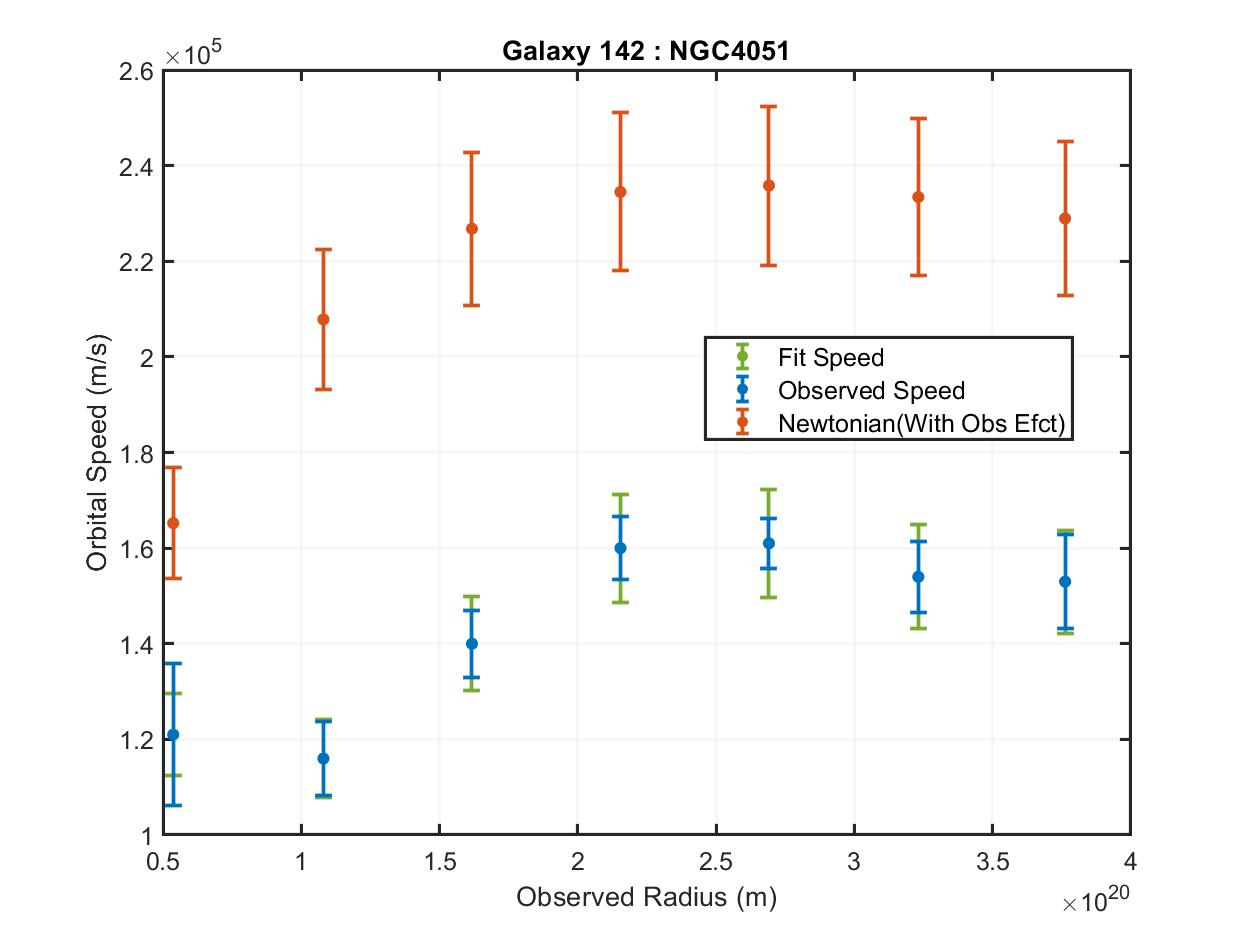 Galaxy 142 : NGC4051
×10^5
2.6
2.4
2.2
2
1.8
1.6
1.4
1.2
1
Orbital Speed (m/s)
Fit Speed
Observed Speed
Newtonian(With Obs Efct)
0.5 1 1.5 2 2.5 3 3.5 4
Observed Radius (m)
×10^20